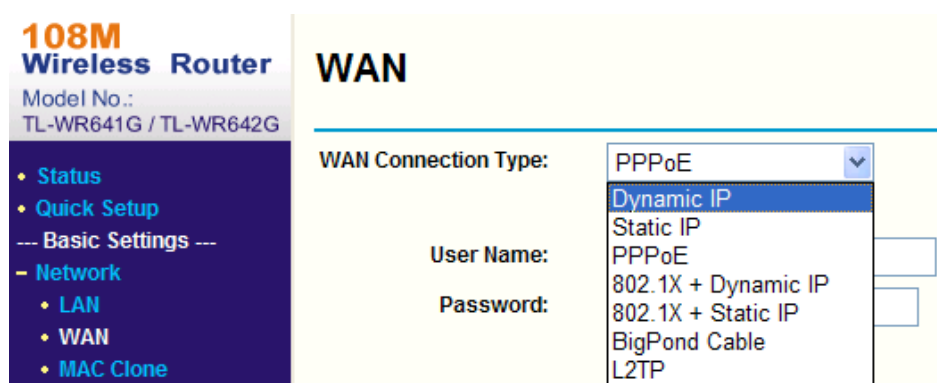 108M
Wireless Router
Model No.:
TL-WR641G / TL-WR642G
• Status
• Quick Setup
--- Basic Settings ---
– Network
• LAN
• WAN
• MAC Clone
WAN
WAN Connection Type:
PPPoE
Dynamic IP
Static IP
PPPoE
802.1X + Dynamic IP
802.1X + Static IP
BigPond Cable
L2TP
User Name:
Password: